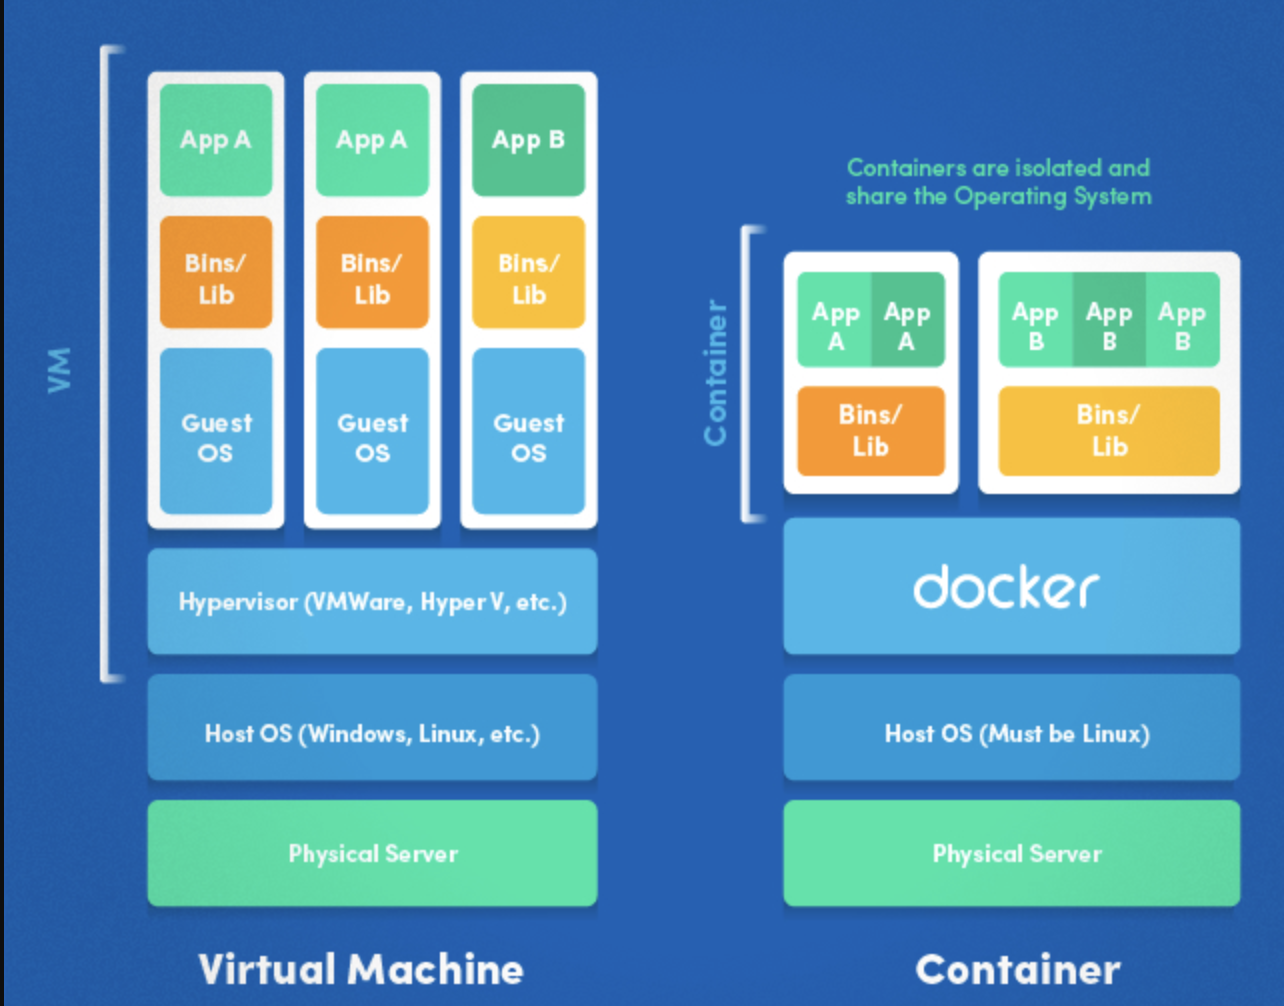 VM
App A
App A
App B
Bins/
Lib
Bins/
Lib
Bins/
Lib
Guest
OS
Guest
OS
Guest
OS
Hypervisor (VMWare, Hyper V, etc.)
Host OS (Windows, Linux, etc.)
Physical Server
Virtual Machine
Containers are isolated and
share the Operating System
Container
App
A
App
A
App
B
App
B
App
B
Bins/
Lib
Bins/
Lib
docker
Host OS (Must be Linux)
Physical Server
Container